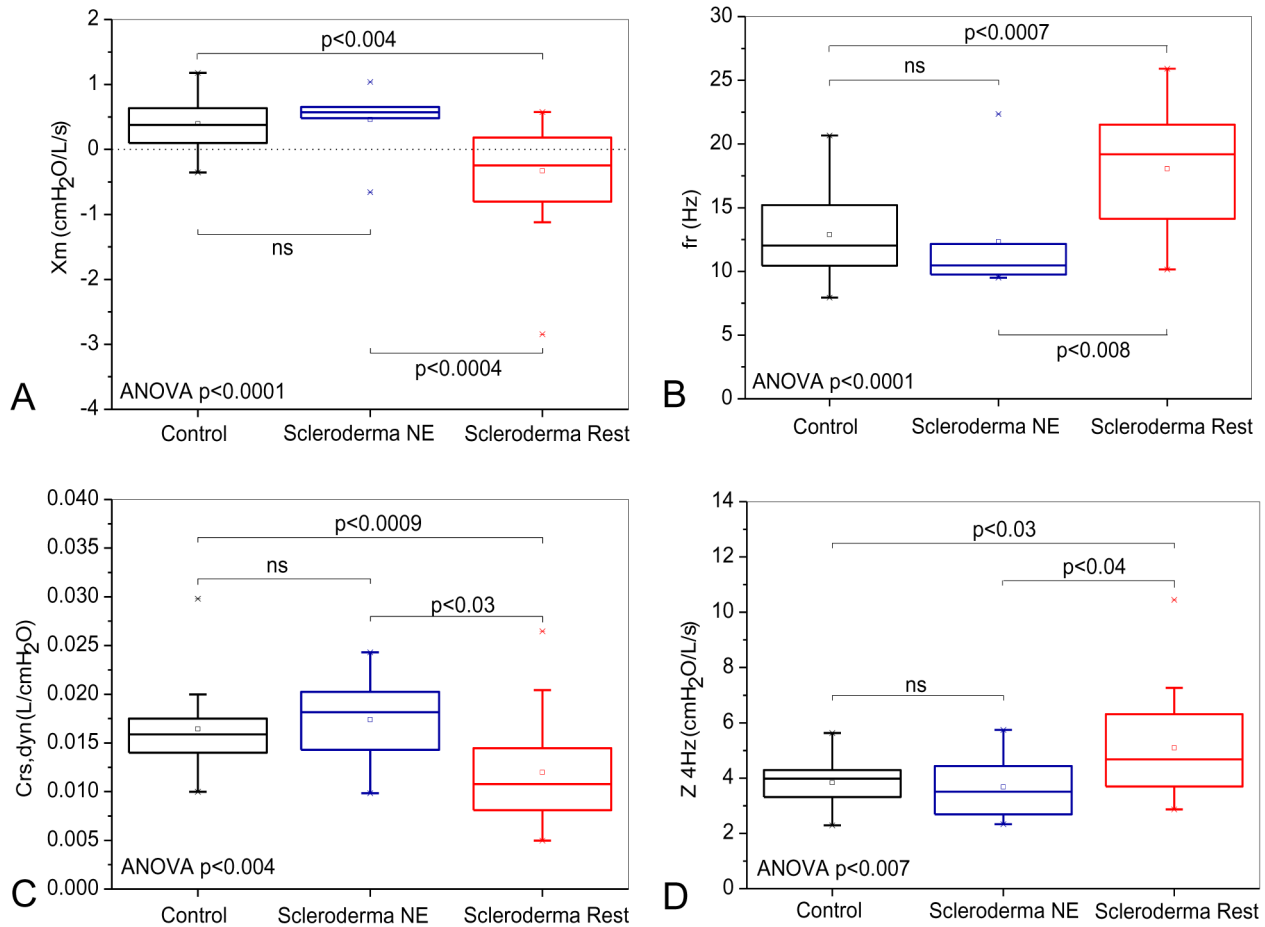 2
1
0
-1
-2
-3
-4
Xm (cmH2O/L/s)
p<0.004
ns
p<0.0004
ANOVA p<0.0001
A
Control
Scleroderma NE
Scleroderma Rest
30
25
20
15
10
5
0
fr (Hz)
p<0.0007
ns
p<0.008
ANOVA p<0.0001
B
Control
Scleroderma NE
Scleroderma Rest
0.040
0.035
0.030
0.025
0.020
0.015
0.010
0.005
0.000
Crs,dyn (L/cmH2O)
p<0.0009
ns
p<0.03
ANOVA p<0.004
C
Control
Scleroderma NE
Scleroderma Rest
14
12
10
8
6
4
2
0
Z 4Hz (cmH2O/L/s)
p<0.03
p<0.04
ns
ANOVA p<0.007
D
Control
Scleroderma NE
Scleroderma Rest